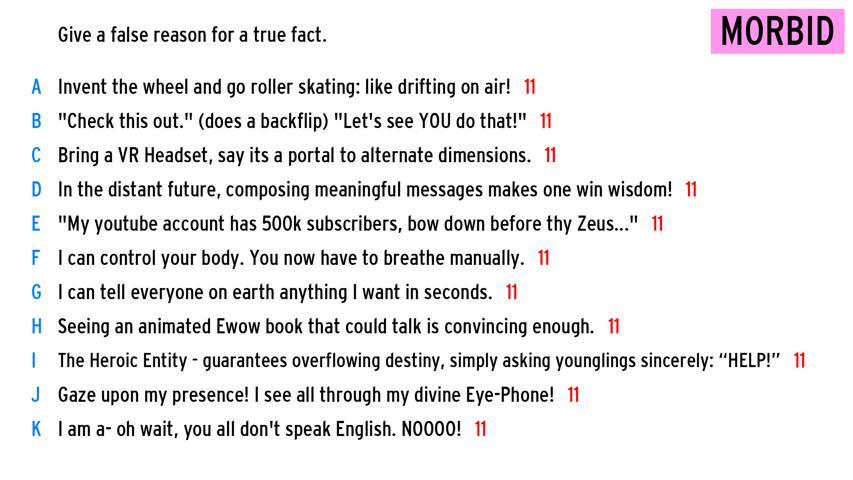 Give a false reason for a true fact.
MORBID
A Invent the wheel and go roller skating: like drifting on air! 11
B "Check this out." (does a backflip) "Let's see YOU do that!" 11
C Bring a VR Headset, say its a portal to alternate dimensions. 11
D In the distant future, composing meaningful messages makes one win wisdom! 11
E "My youtube account has 500k subscribers, bow down before thy Zeus..." 11
F I can control your body. You now have to breathe manually. 11
G I can tell everyone on earth anything I want in seconds. 11
H Seeing an animated Ewow book that could talk is convincing enough. 11
I The Heroic Entity - guarantees overflowing destiny, simply asking younglings sincerely: “HELP!” 11
J Gaze upon my presence! I see all through my divine Eye-Phone! 11
K I am a- oh wait, you all don't speak English. NOOOO! 11